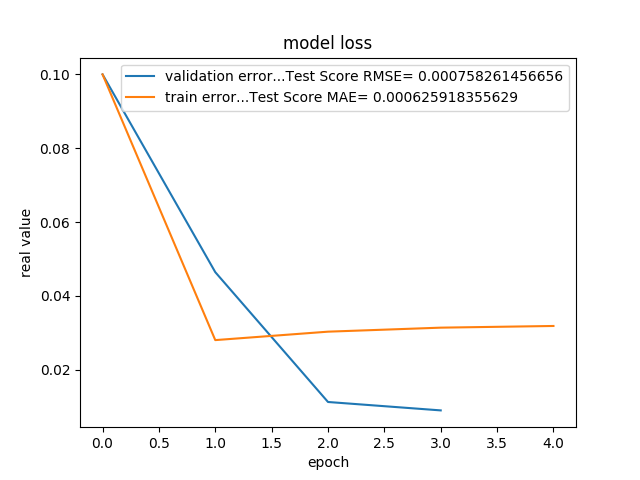 model loss
validation error...Test Score RMSE= 0.000758261456656
train error...Test Score MAE= 0.000625918355629
0.10
0.08
0.06
0.04
0.02
real value
0.0 0.5 1.0 1.5 2.0 2.5 3.0 3.5 4.0
epoch